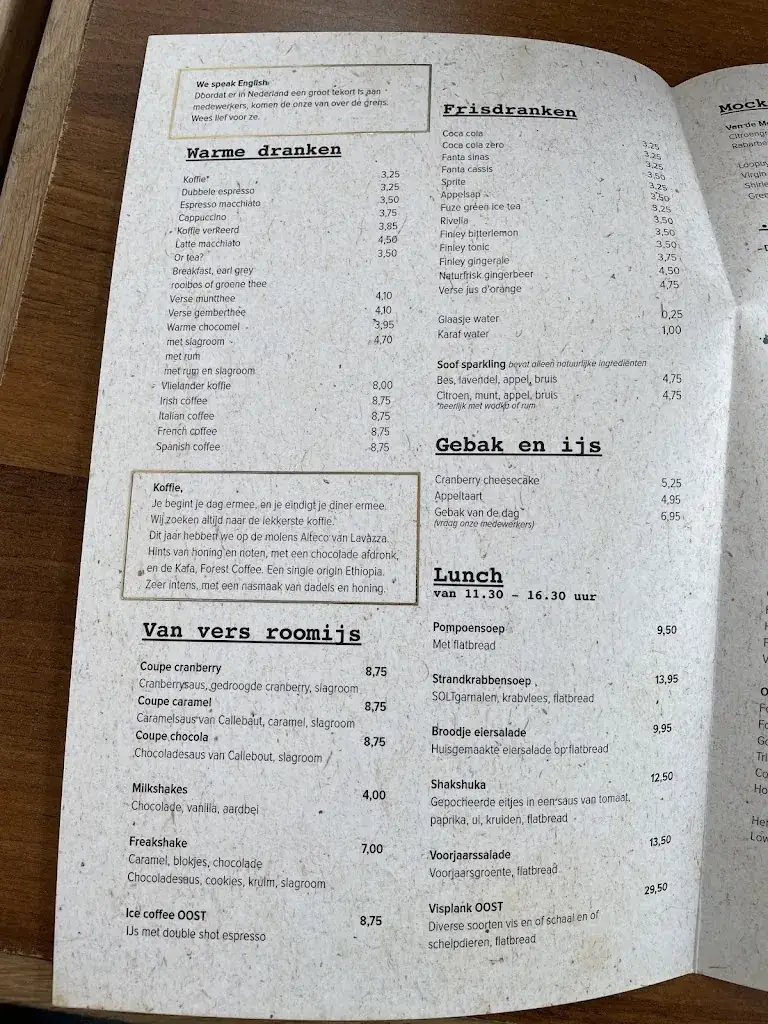 We speak English.
Doordat er in Nederland een groot tekort is aan
medewerkers, komen de onze van over de grens.
Wees lief voor ze.
Warme dranken
Koffie* 3,25
Dubbele espresso 3,25
Espresso macchiato 3,50
Cappuccino 3,75
Koffie verReerd 3,85
Latte macchiato 4,50
Or tea? 3,50
Breakfast, earl grey
rooibos of groene thee
Verse muntthee 4,10
Verse gemberthee 4,10
Warme chocomel 3,95
met slagroom 4,70
met rum
met rum en slagroom
Vlielander koffie 8,00
Irish coffee 8,75
Italian coffee 8,75
French coffee 8,75
Spanish coffee 8,75
Koffie,
Je begint je dag ermee, en je eindigt je diner ermee.
Wij zoeken altijd naar de lekkerste koffie.
Dit jaar hebben we op de molens Alteco van Lavazza.
Hints van honing en noten, met een chocolade afdronk,
en de Kafa, Forest Coffee. Een single origin Ethiopia.
Zeer intens, met een nasmaak van dadels en honing.
Van vers roomijs
Coupe cranberry 8,75
Cranberrysaus, gedroogde cranberry, slagroom
Coupe caramel 8,75
Caramelsaus van Callebaut, caramel, slagroom
Coupe chocola 8,75
Chocoladesaus van Callebout, slagroom
Milkshakes 4,00
Chocolade, vanilla, aardbei
Freakshake 7,00
Caramel, blokjes, chocolade
Chocoladesaus, cookies, kruim, slagroom
Ice coffee OOST 8,75
IJs met double shot espresso
Frisdranken
Coca cola
Coca cola zero 3,25
Fanta sinas 3,25
Fanta cassis 3,25
Sprite 3,50
Appelsap 3,25
Fuze green ice tea 3,50
Rivella 3,25
Finley bitterlemon 3,50
Finley tonic 3,50
Finley gingerale 3,50
Naturfrisk gingerbeer 3,75
Verse jus d'orange 4,50
4,75
Glaasje water 0,25
Karaf water 1,00
Soof sparkling bevat alleen natuurlijke ingrediënten
Bes, lavendel, appel, bruis 4,75
Citroen, munt, appel, bruis 4,75
*heerlijk met wodka of rum
Gebak en ijs
Cranberry cheesecake 5,25
Appeltaart 4,95
Gebak van de dag 6,95
(vraag onze medewerkers)
Lunch
van 11.30 - 16.30 uur
Pompoensoep 9,50
Met flatbread
Strandkrabbensoep 13,95
SOLTgarnalen, krabvlees, flatbread
Broodje eiersalade 9,95
Huisgemaakte eiersalade op flatbread
Shakshuka 12,50
Gepocheerde eitjes in een saus van tomaat,
paprika, ui, kruiden, flatbread
Voorjaarssalade 13,50
Voorjaarsgroente, flatbread
Visplank OOST 29,50
Diverse soorten vis en of schaal en of
schelpdieren, flatbread
Mock